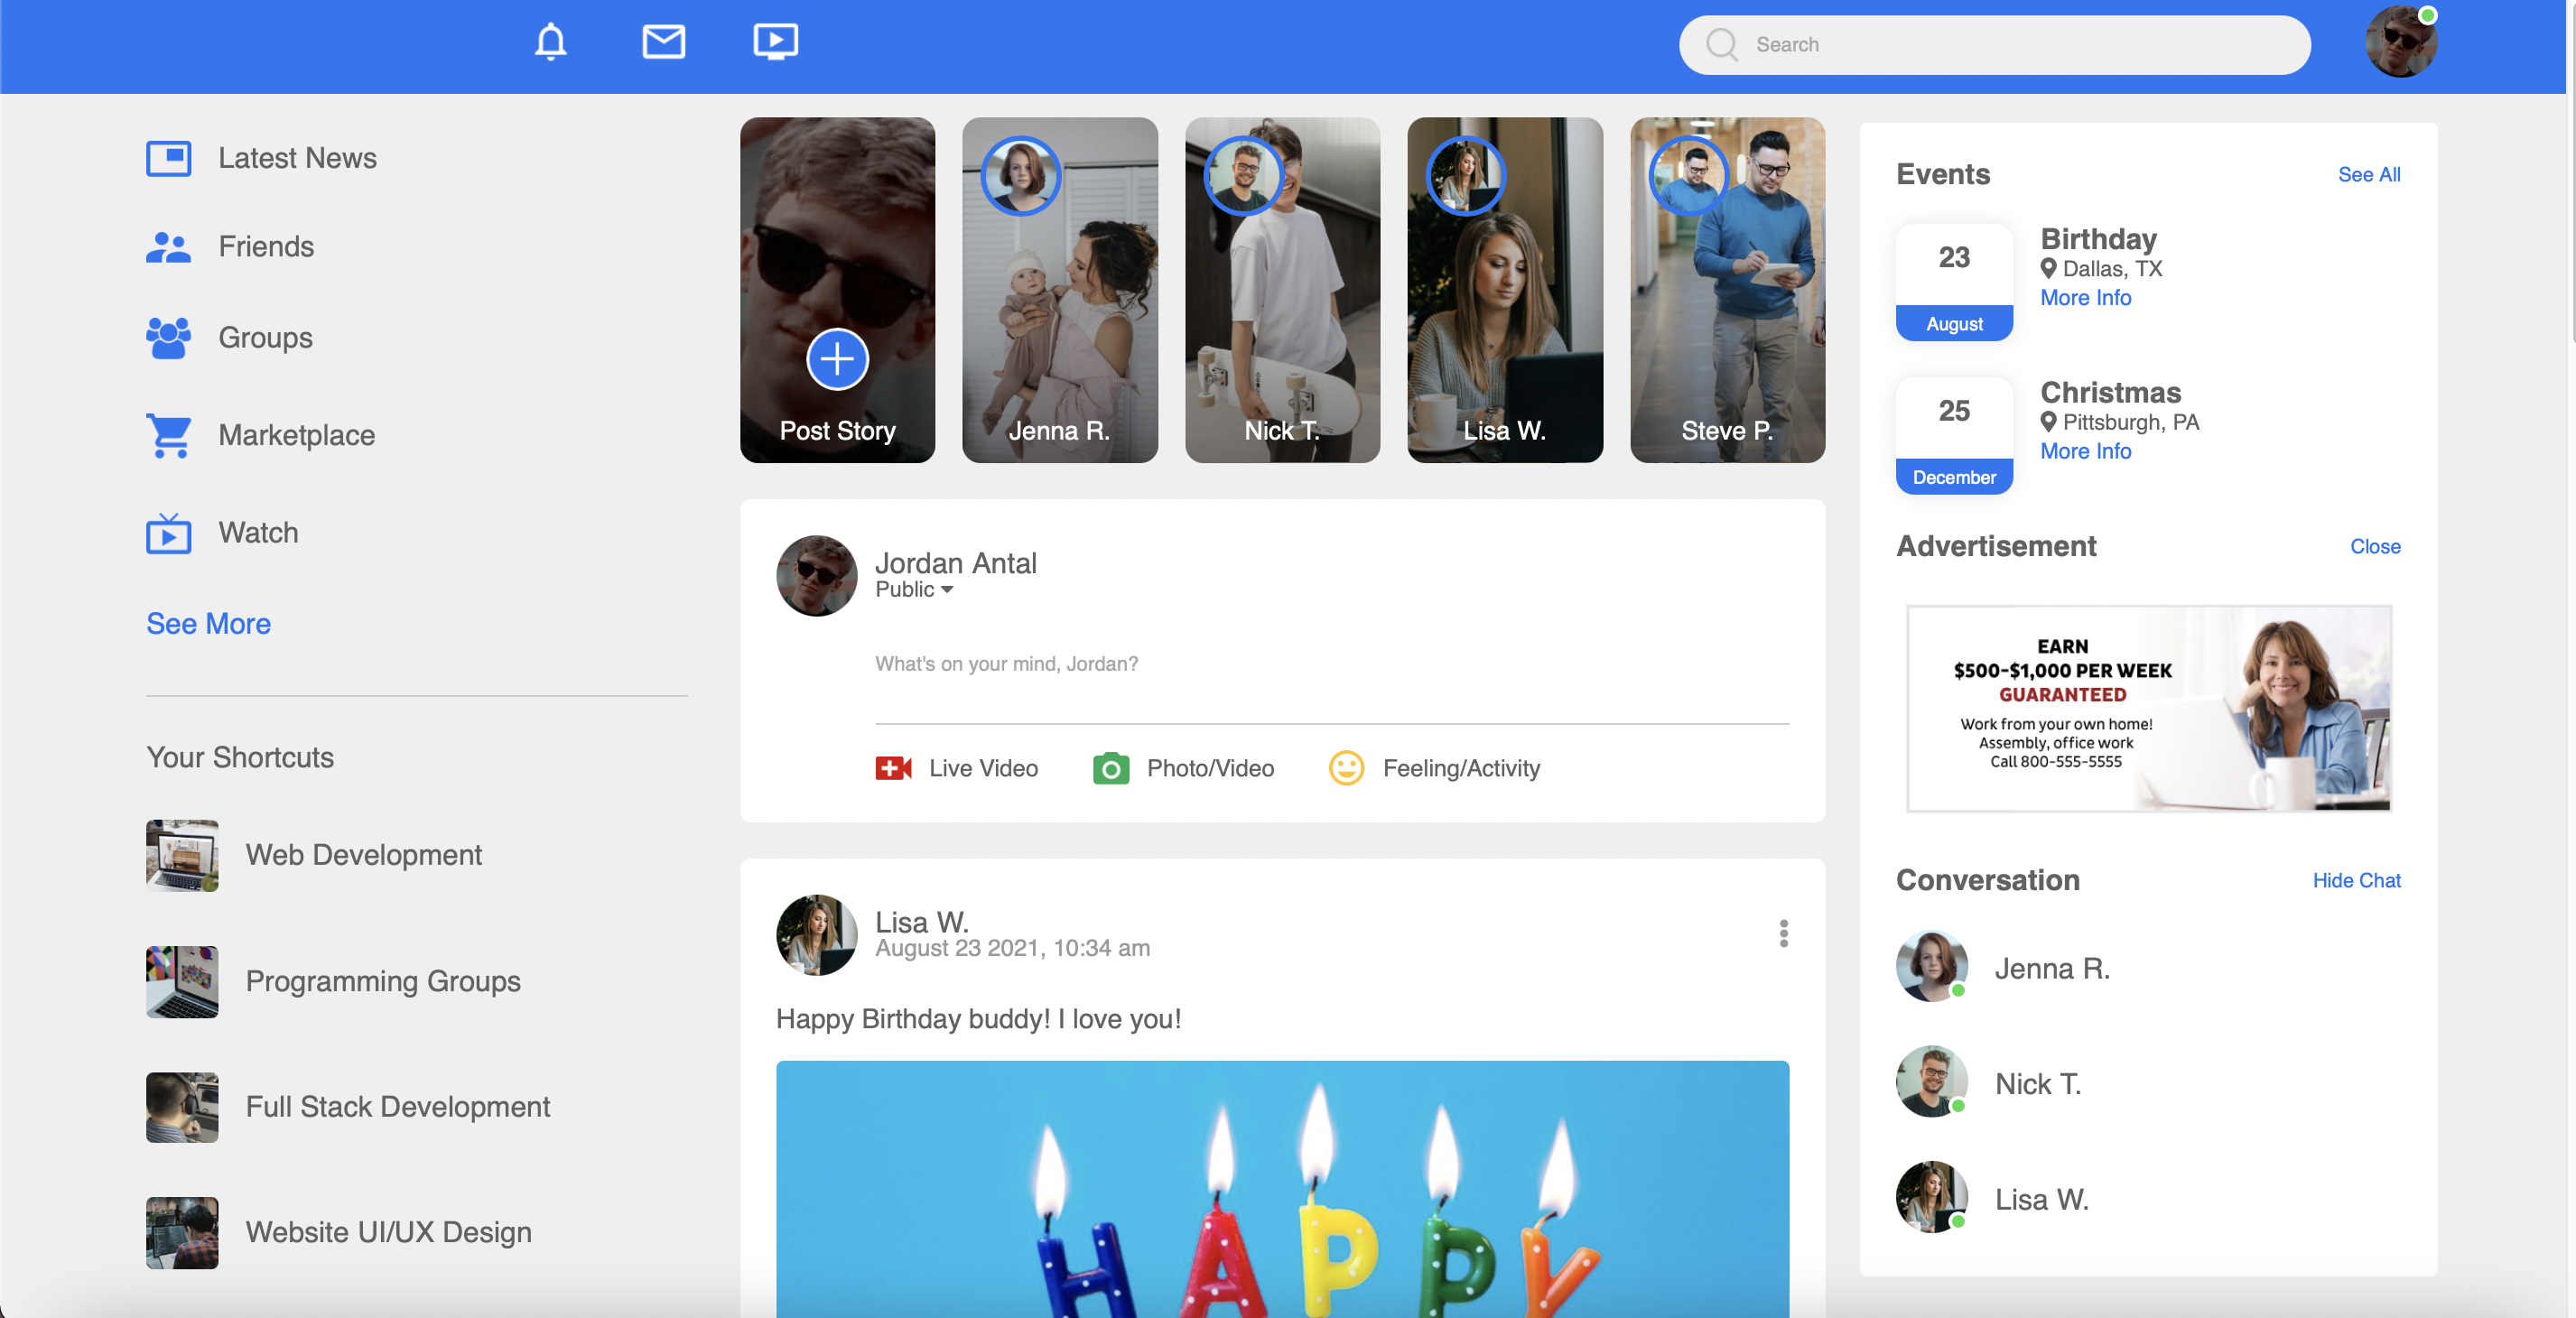 Search
Latest News
Friends
Groups
Marketplace
Watch
See More
Your Shortcuts
Web Development
Programming Groups
Full Stack Development
Website UI/UX Design
Post Story
Jenna R.
Nick T.
Lisa W.
Steve P.
Jordan Antal
Public
What's on your mind, Jordan?
Live Video
Photo/Video
Feeling/Activity
Lisa W.
August 23 2021, 10:34 am
Happy Birthday buddy! I love you!
HAPPY
Events
See All
23
August
Birthday
Dallas, TX
More Info
25
December
Christmas
Pittsburgh, PA
More Info
Advertisement
Close
EARN
$500-$1,000 PER WEEK
GUARANTEED
Work from your own home!
Assembly, office work
Call 800-555-5555
Conversation
Hide Chat
Jenna R.
Nick T.
Lisa W.